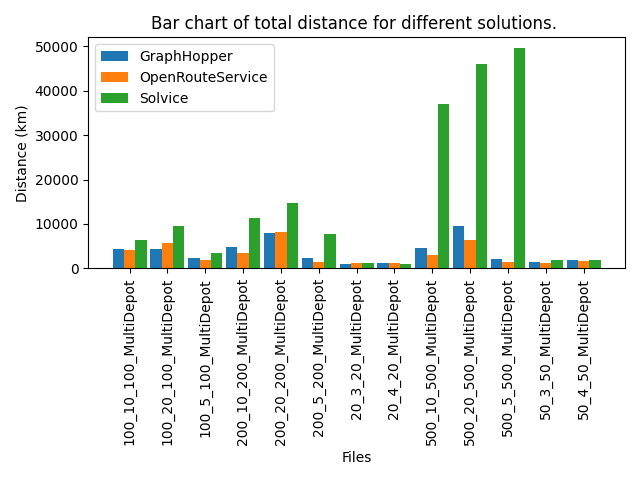 Bar chart of total distance for different solutions.
GraphHopper
OpenRouteService
Solvice
Distance (km)
50000
40000
30000
20000
10000
0
100_10_100_MultiDepot
100_20_100_MultiDepot
100_5_100_MultiDepot
200_10_200_MultiDepot
200_20_200_MultiDepot
200_5_200_MultiDepot
20_3_20_MultiDepot
20_4_20_MultiDepot
500_10_500_MultiDepot
500_20_500_MultiDepot
500_5_500_MultiDepot
50_3_50_MultiDepot
50_4_50_MultiDepot
Files